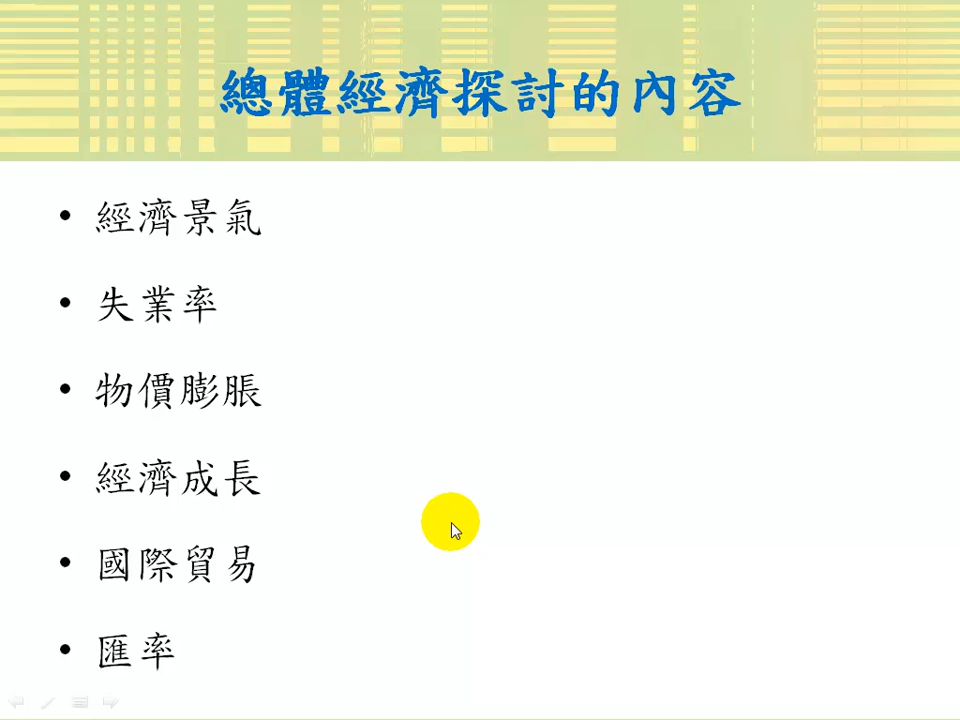 總體經濟探討的內容
• 經濟景氣
• 失業率
• 物價膨脹
• 經濟成長
• 國際貿易
• 匯率